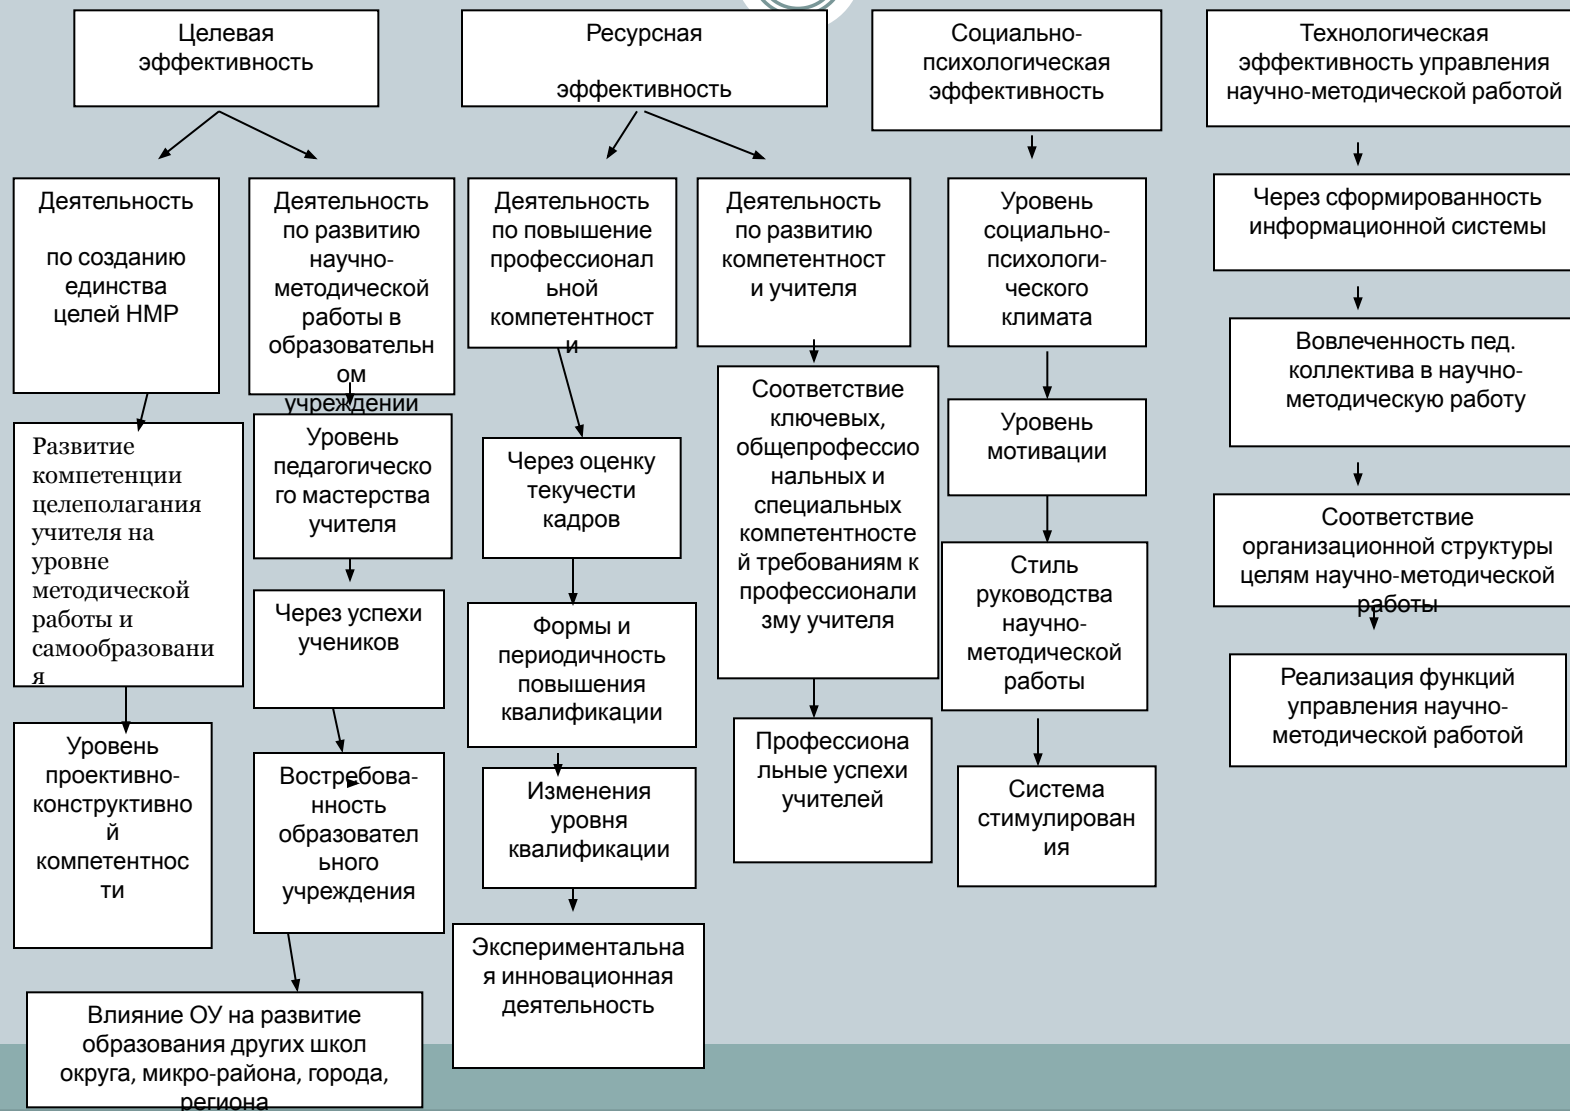 Целевая
эффективность
Ресурсная
эффективность
Социально-
психологическая
эффективность
Технологическая
эффективность управления
научно-методической работой
Деятельность
по созданию
единства
целей НМР
Деятельность
по развитию
научно-
методической
работы в
образовательн
ом
учреждении
Деятельность
по повышение
профессионал
ьной
компетентност
и
Деятельность
по развитию
компетентност
и учителя
Уровень
социально-
психологи-
ческого
климата
Через сформированность
информационной системы
Развитие
компетенции
целеполагания
учителя на
уровне
методической
работы и
самообразовани
я
Уровень
педагогическо
го мастерства
учителя
Через оценку
текучести
кадров
Соответствие
ключевых,
общепрофессио
нальных и
специальных
компетентносте
й требованиям к
профессионали
зму учителя
Уровень
мотивации
Вовлеченность пед.
коллектива в научно-
методическую работу
Через успехи
учеников
Формы и
периодичность
повышения
квалификации
Стиль
руководства
научно-
методической
работы
Соответствие
организационной структуры
целям научно-методической
работы
Уровень
проективно-
конструктивно
й
компетентнос
ти
Востребова-
нность
образовател
ьного
учреждения
Изменения
уровня
квалификации
Профессиона
льные успехи
учителей
Система
стимулирован
ия
Реализация функций
управления научно-
методической работой
Экспериментальна
я инновационная
деятельность
Влияние ОУ на развитие
образования других школ
округа, микро-района, города,
региона